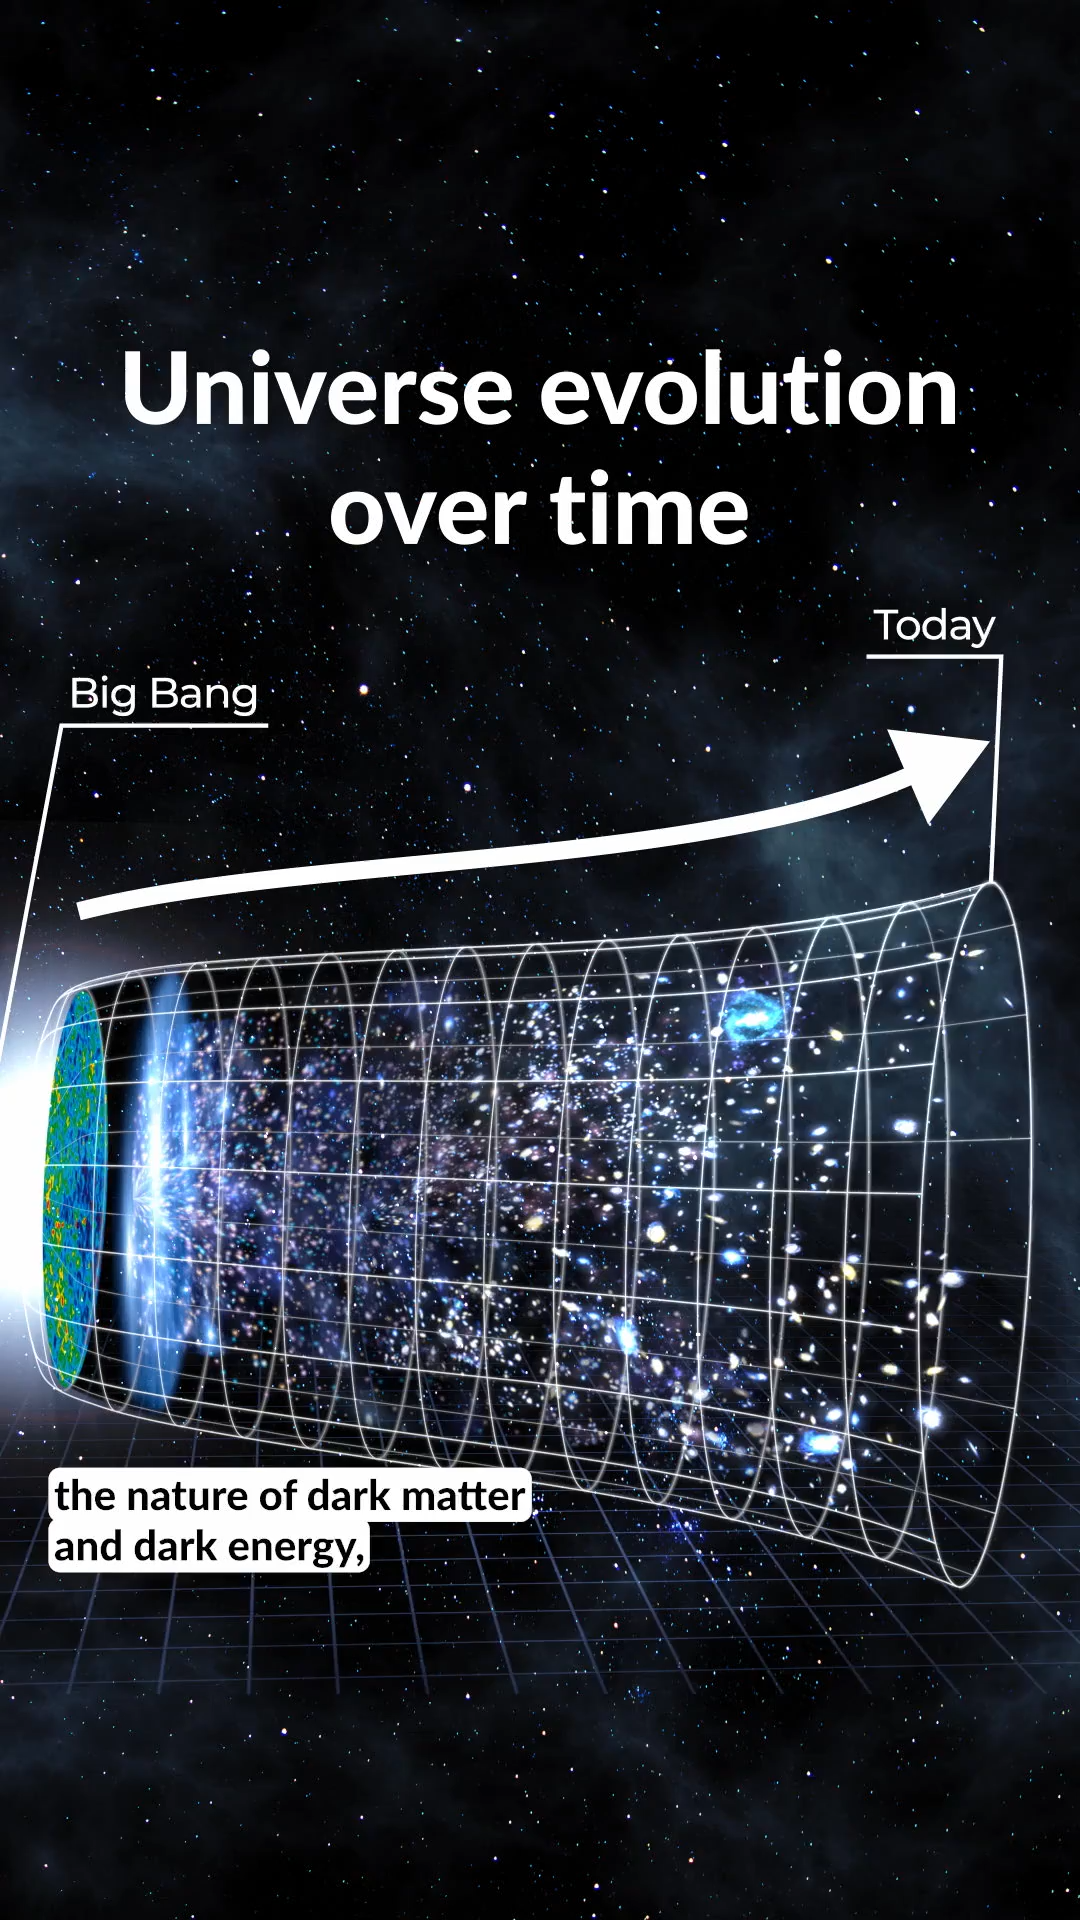 Universe evolution
over time
Today
Big Bang
the nature of dark matter
and dark energy,